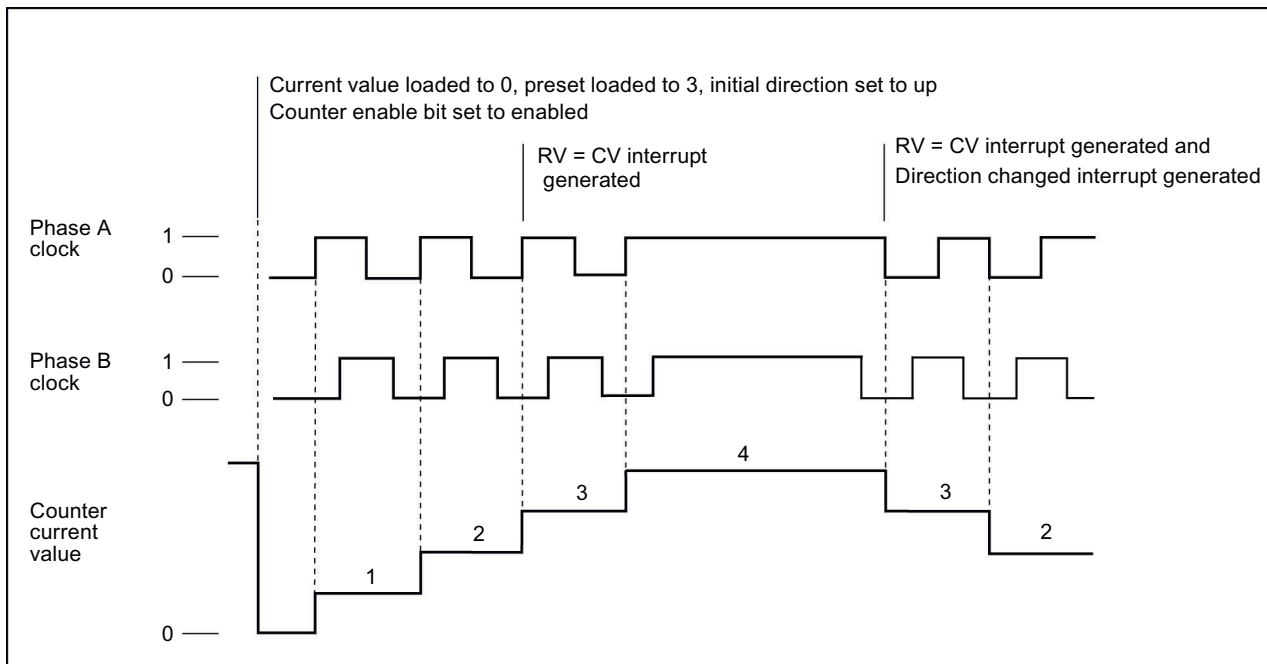 Current value loaded to 0, preset loaded to 3, initial direction set to up
Counter enable bit set to enabled
RV = CV interrupt
generated
RV = CV interrupt generated and
Direction changed interrupt generated
Phase A
clock
1
0
Phase B
clock
1
0
Counter
current
value
0
1
2
3
4
3
2